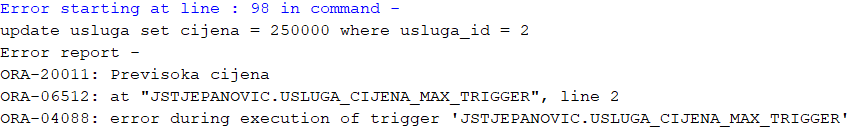 Error starting at line : 98 in command -
update usluga set cijena = 250000 where usluga_id = 2
Error report -
ORA-20011: Previsoka cijena
ORA-06512: at "JSTJEPANOVIC.USLUGA_CIJENA_MAX_TRIGGER", line 2
ORA-04088: error during execution of trigger 'JSTJEPANOVIC.USLUGA_CIJENA_MAX_TRIGGER'